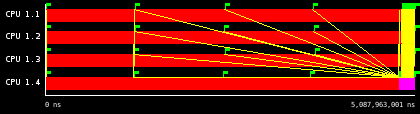 CPU 1.1
CPU 1.2
CPU 1.3
CPU 1.4
0 ns 5,087,963,001 ns